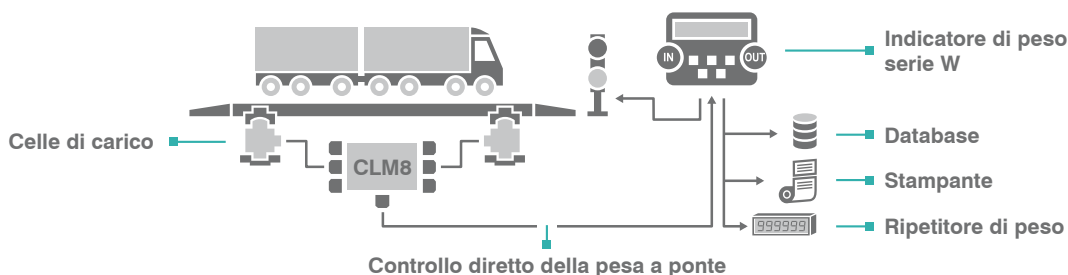 IN
OUT
Indicatore di peso
serie W
Celle di carico
CLM8
Database
Stampante
999999
Ripetitore di peso
Controllo diretto della pesa a ponte